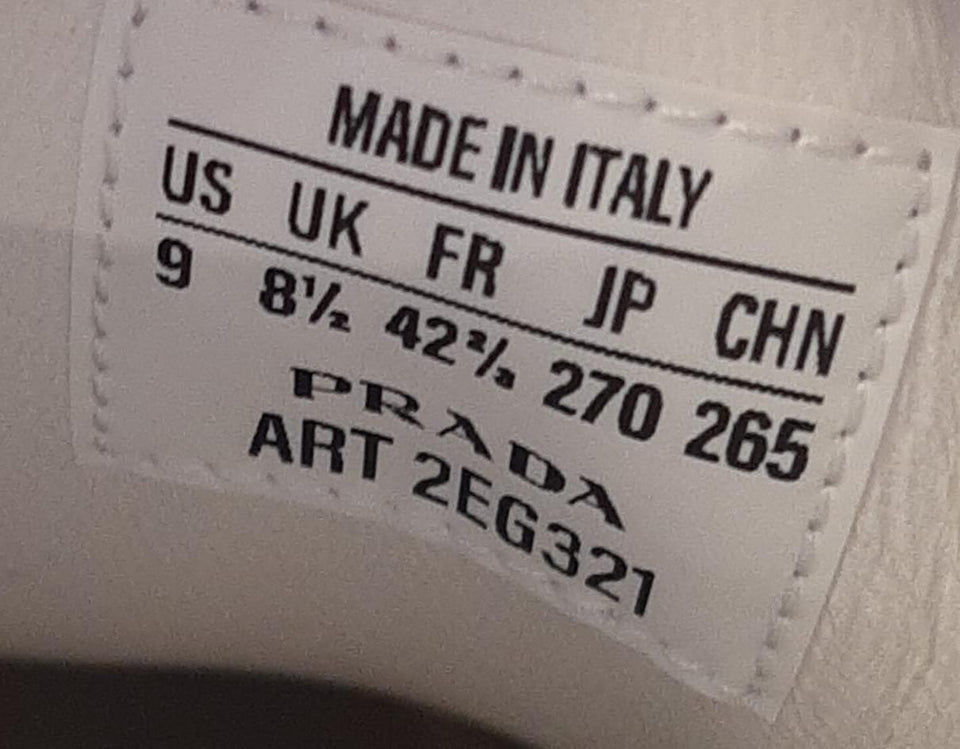 MADE IN ITALY
US UK FR JP CHN
9 8½ 42⅔ 270 265
PRADA
ART 2EG321